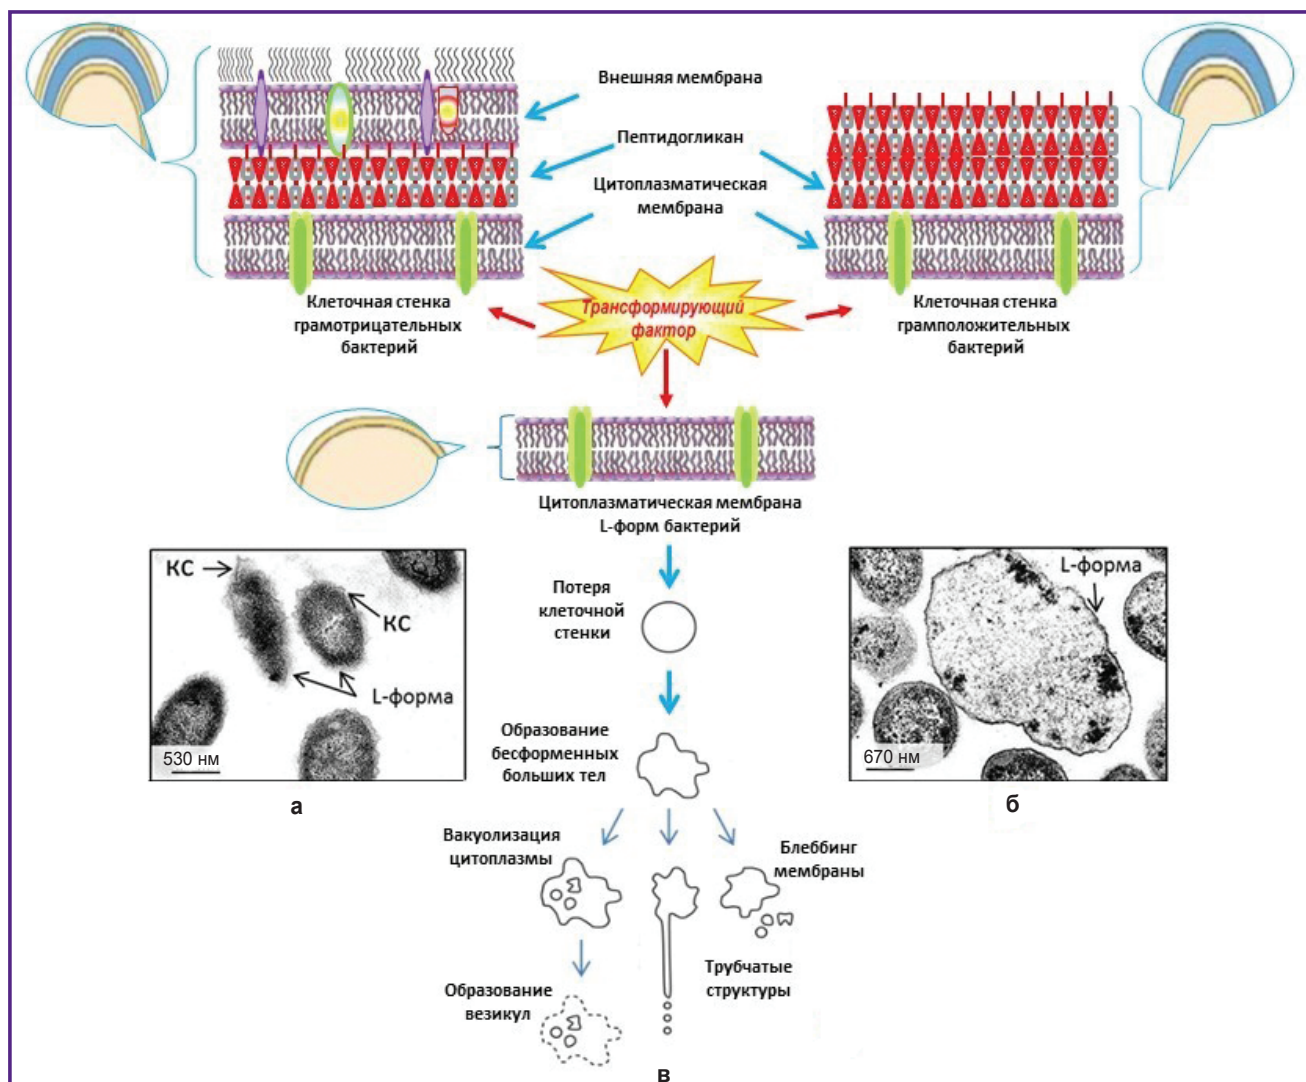 Внешняя мембрана
Пептидогликан
Цитоплазматическая
мембрана
Клеточная стенка
грамотрицательных
бактерий
Трансформирующий
фактор
Клеточная стенка
грамположительных
бактерий
Цитоплазматическая мембрана
L-форм бактерий
КС
КС
L-форма
530 нм
а
L-форма
670 нм
б
Потеря
клеточной
стенки
Образование
бесформенных
больших тел
Вакуолизация
цитоплазмы
Блеббинг
мембраны
Трубчатые
структуры
Образование
везикул
в